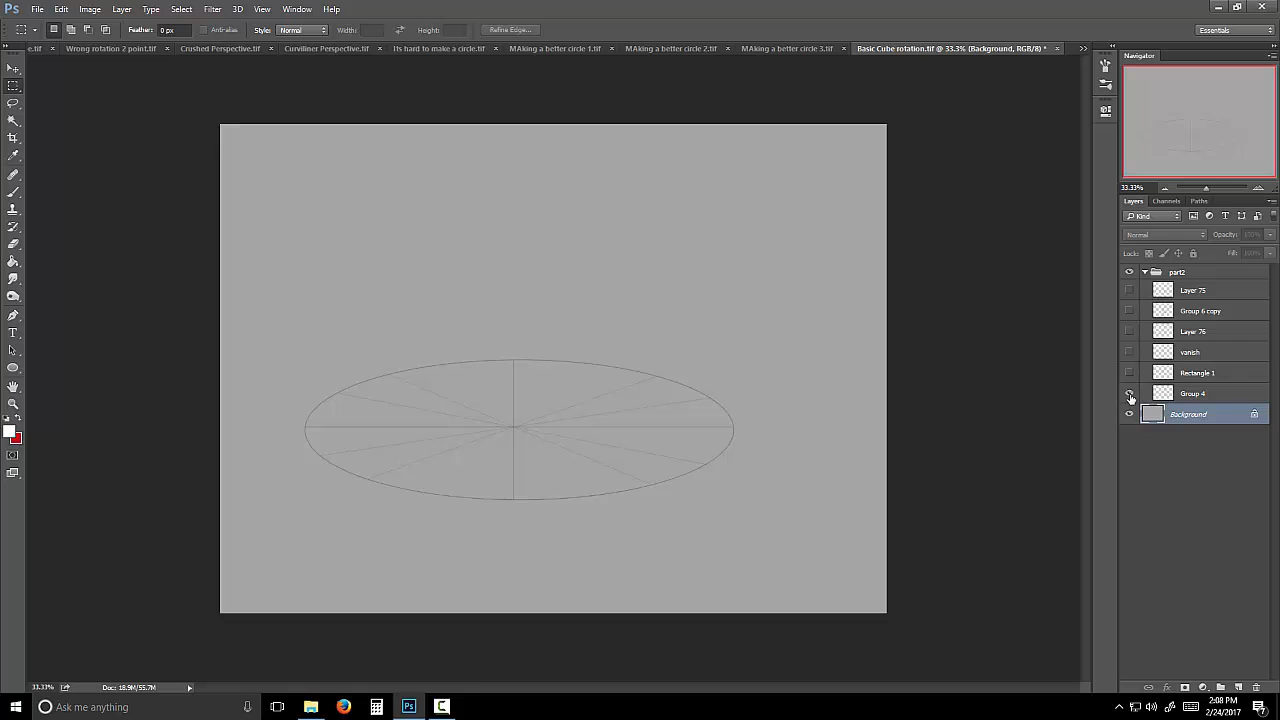 Ps File Edit Image Layer Type Select Filter 3D View Window Help
Feather: 0 px Anti-alias Style: Normal Width: Height: Refine Edge... Essentials
e.tif × Wrong rotation 2 point.tif × Crushed Perspective.tif × Curviliner Perspective.tif × Its hard to make a circle.tif × MAking a better circle 1.tif × MAking a better circle 2.tif × MAking a better circle 3.tif × Basic Cube rotation.tif @ 33.3% (Background, RGB/8) * ×
Navigator
33.33%
Layers Channels Paths
Kind
Normal Opacity: 100%
Lock: Fill: 100%
part2
Layer 75
Group 6 copy
Layer 76
vanish
Rectangle 1
Group 4
Background
33.33% Doc: 18.9M/55.7M
Ask me anything
2:08 PM
2/24/2017